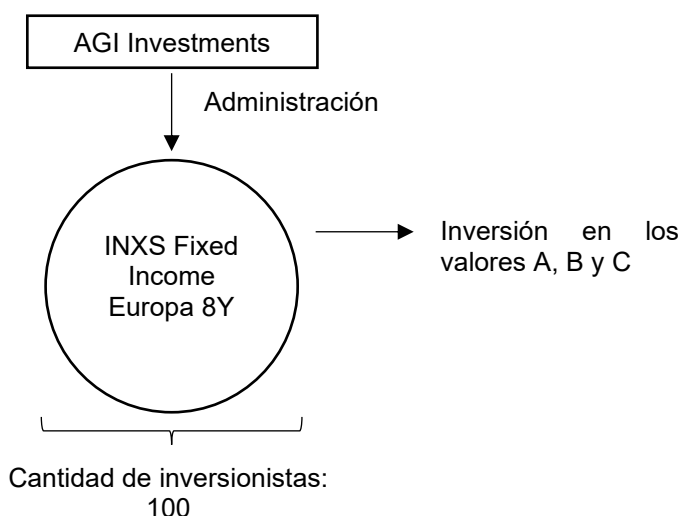 AGI Investments
Administración
INXS Fixed
Income
Europa 8Y
Inversión en los
valores A, B y C
Cantidad de inversionistas:
100